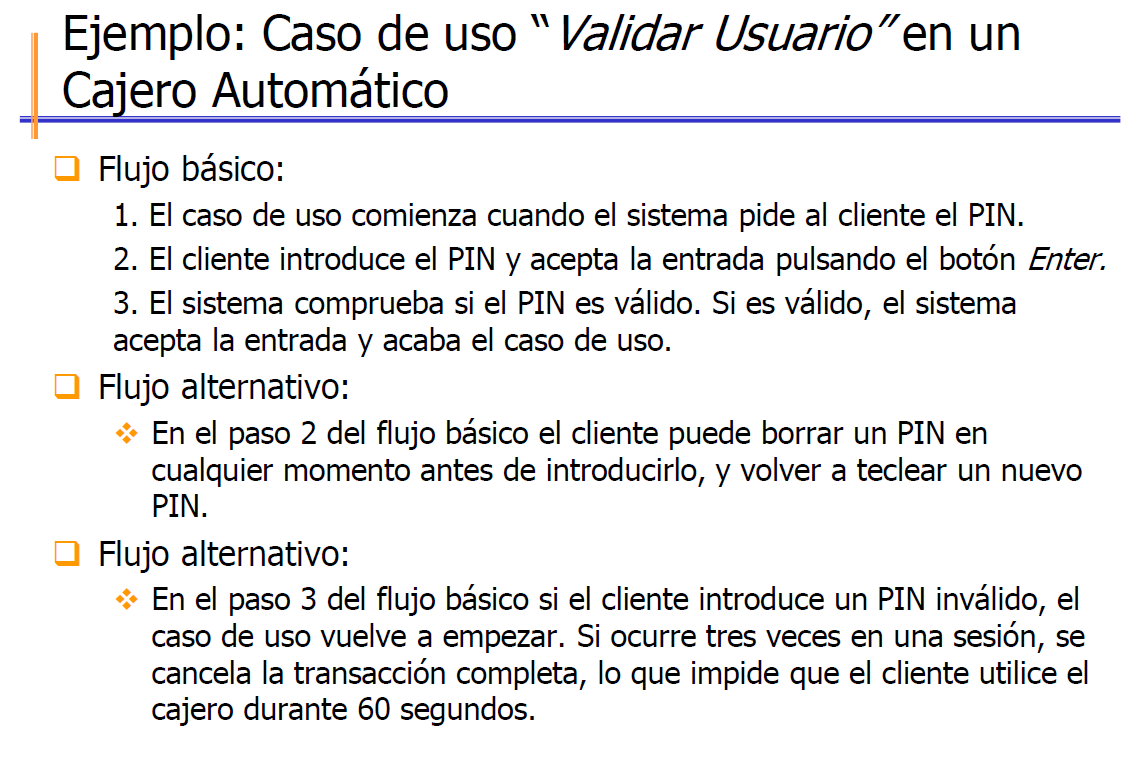 Ejemplo: Caso de uso “Validar Usuario” en un
Cajero Automático
Flujo básico:
1. El caso de uso comienza cuando el sistema pide al cliente el PIN.
2. El cliente introduce el PIN y acepta la entrada pulsando el botón Enter.
3. El sistema comprueba si el PIN es válido. Si es válido, el sistema
acepta la entrada y acaba el caso de uso.
Flujo alternativo:
En el paso 2 del flujo básico el cliente puede borrar un PIN en
cualquier momento antes de introducirlo, y volver a teclear un nuevo
PIN.
Flujo alternativo:
En el paso 3 del flujo básico si el cliente introduce un PIN inválido, el
caso de uso vuelve a empezar. Si ocurre tres veces en una sesión, se
cancela la transacción completa, lo que impide que el cliente utilice el
cajero durante 60 segundos.